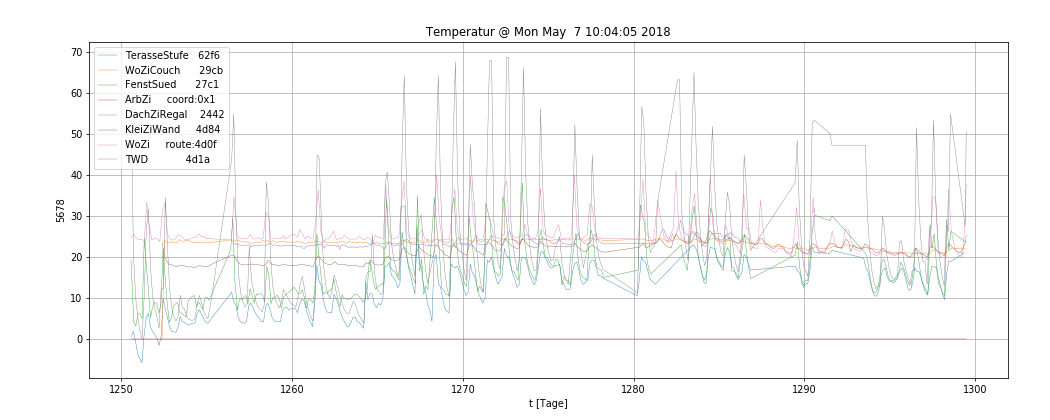 Temperatur @ Mon May  7 10:04:05 2018
70
60
50
40
30
20
10
0
5678
TerasseStufe   62f6
WoZiCouch      29cb
FenstSued      27c1
ArbZi     coord:0x1
DachZiRegal    2442
KleiZiWand     4d84
WoZi     route:4d0f
TWD            4d1a
1250
1260
1270
1280
1290
1300
t [Tage]